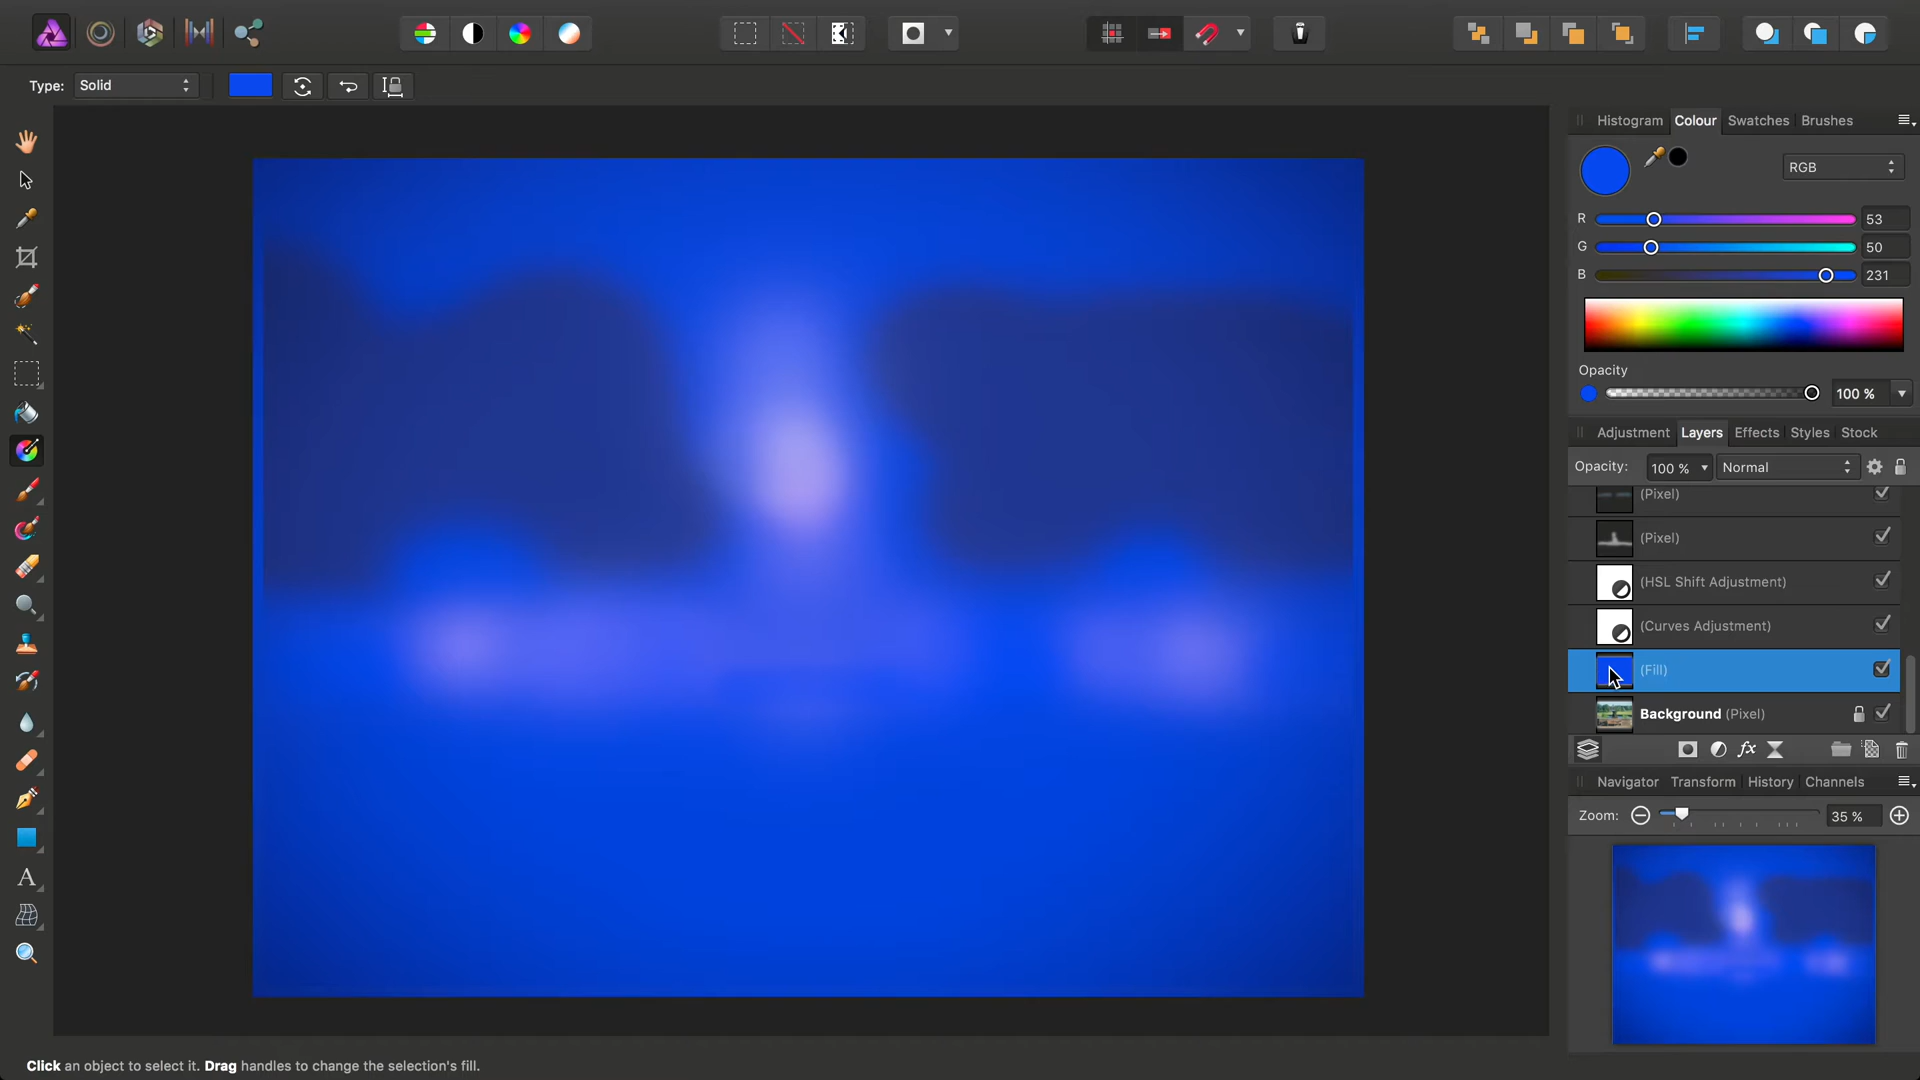 Type: Solid
Histogram Colour Swatches Brushes
RGB
R 53
G 50
B 231
Opacity
100 %
Adjustment Layers Effects Styles Stock
Opacity: 100 % Normal
(Pixel)
(Pixel)
(HSL Shift Adjustment)
(Curves Adjustment)
(Fill)
Background (Pixel)
fx
Navigator Transform History Channels
Zoom: 35 %
A
Click an object to select it. Drag handles to change the selection's fill.